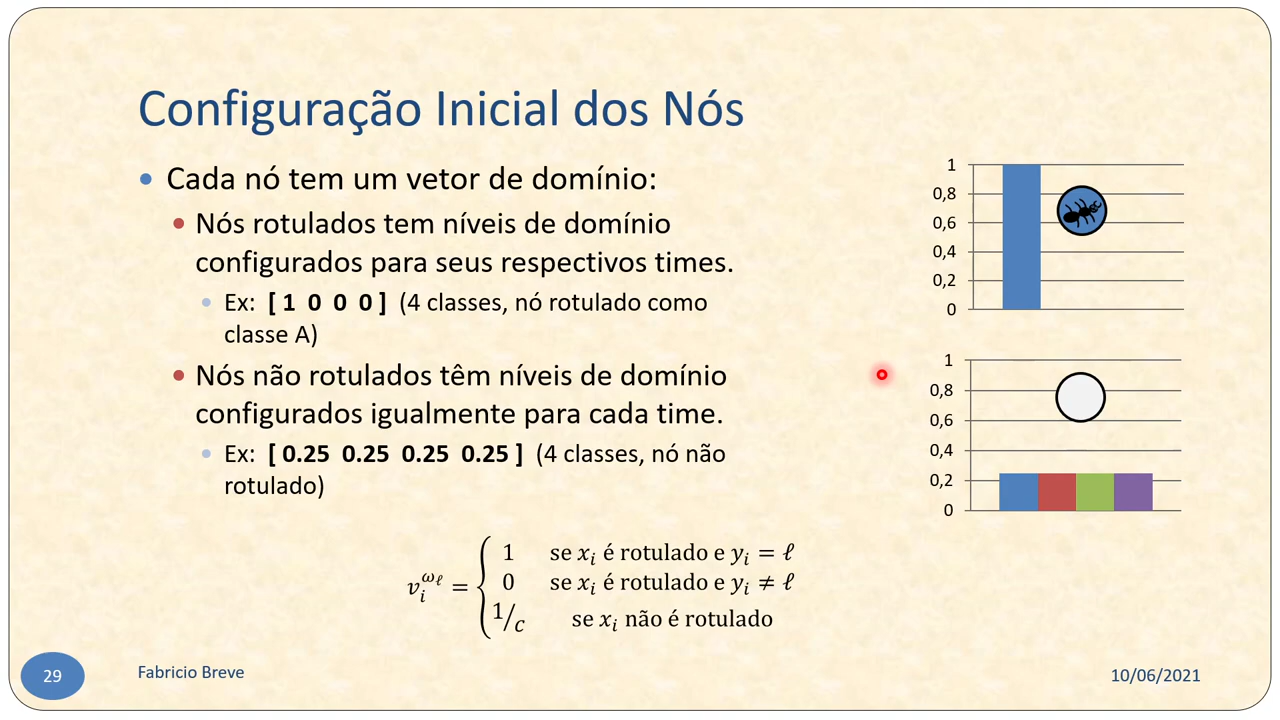 Configuração Inicial dos Nós
Cada nó tem um vetor de domínio:
Nós rotulados tem níveis de domínio
configurados para seus respectivos times.
Ex: [ 1 0 0 0 ] (4 classes, nó rotulado como
classe A)
Nós não rotulados têm níveis de domínio
configurados igualmente para cada time.
Ex: [ 0.25 0.25 0.25 0.25 ] (4 classes, nó não
rotulado)
1
0,8
0,6
0,4
0,2
0
1
0,8
0,6
0,4
0,2
0
1 se xᵢ é rotulado e yᵢ = ℓ
vᵢ^ωℓ = { 0 se xᵢ é rotulado e yᵢ ≠ ℓ
1/c se xᵢ não é rotulado
29
Fabricio Breve
10/06/2021